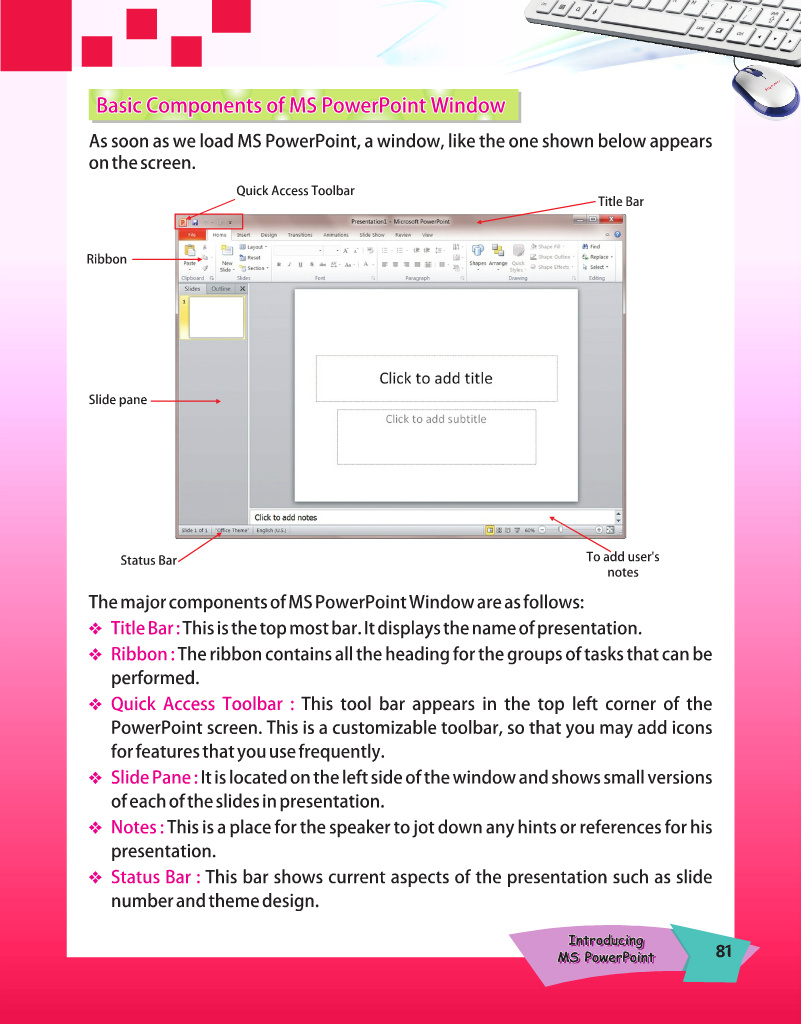 Basic Components of MS PowerPoint Window
As soon as we load MS PowerPoint, a window, like the one shown below appears
on the screen.
Quick Access Toolbar
Title Bar
Presentation1 - Microsoft PowerPoint
File Home Insert Design Transitions Animations Slide Show Review View
Ribbon
Paste
New
Slide
Layout
Reset
Section
Shapes Arrange Quick
Styles
Shape Fill
Shape Outline
Shape Effects
Find
Replace
Select
Clipboard Slides Font Paragraph Drawing Editing
Slides Outline X
1
Click to add title
Slide pane
Click to add subtitle
Click to add notes
Slide 1 of 1 "Office Theme" English (U.S.) 60%
Status Bar
To add user's
notes
The major components of MS PowerPoint Window are as follows:
❖ Title Bar : This is the top most bar. It displays the name of presentation.
❖ Ribbon : The ribbon contains all the heading for the groups of tasks that can be
performed.
❖ Quick Access Toolbar : This tool bar appears in the top left corner of the
PowerPoint screen. This is a customizable toolbar, so that you may add icons
for features that you use frequently.
❖ Slide Pane : It is located on the left side of the window and shows small versions
of each of the slides in presentation.
❖ Notes : This is a place for the speaker to jot down any hints or references for his
presentation.
❖ Status Bar : This bar shows current aspects of the presentation such as slide
number and theme design.
Introducing
MS PowerPoint
81